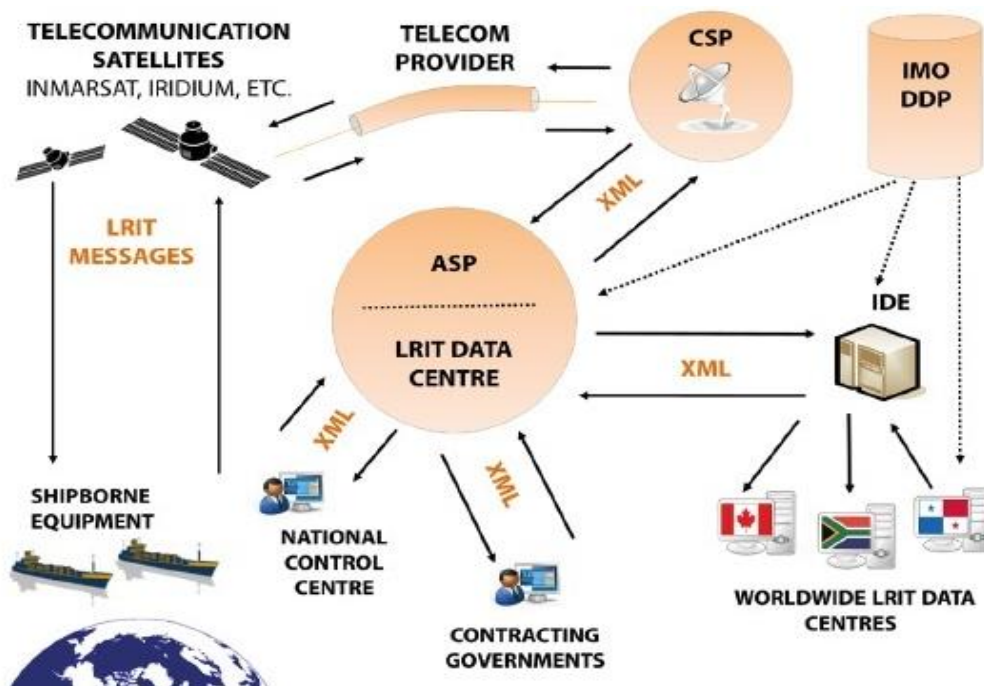 TELECOMMUNICATION
SATELLITES
INMARSAT, IRIDIUM, ETC.
TELECOM
PROVIDER
CSP
IMO
DDP
XML
LRIT
MESSAGES
ASP
LRIT DATA
CENTRE
IDE
XML
XML
XML
SHIPBORNE
EQUIPMENT
NATIONAL
CONTROL
CENTRE
CONTRACTING
GOVERNMENTS
WORLDWIDE LRIT DATA
CENTRES